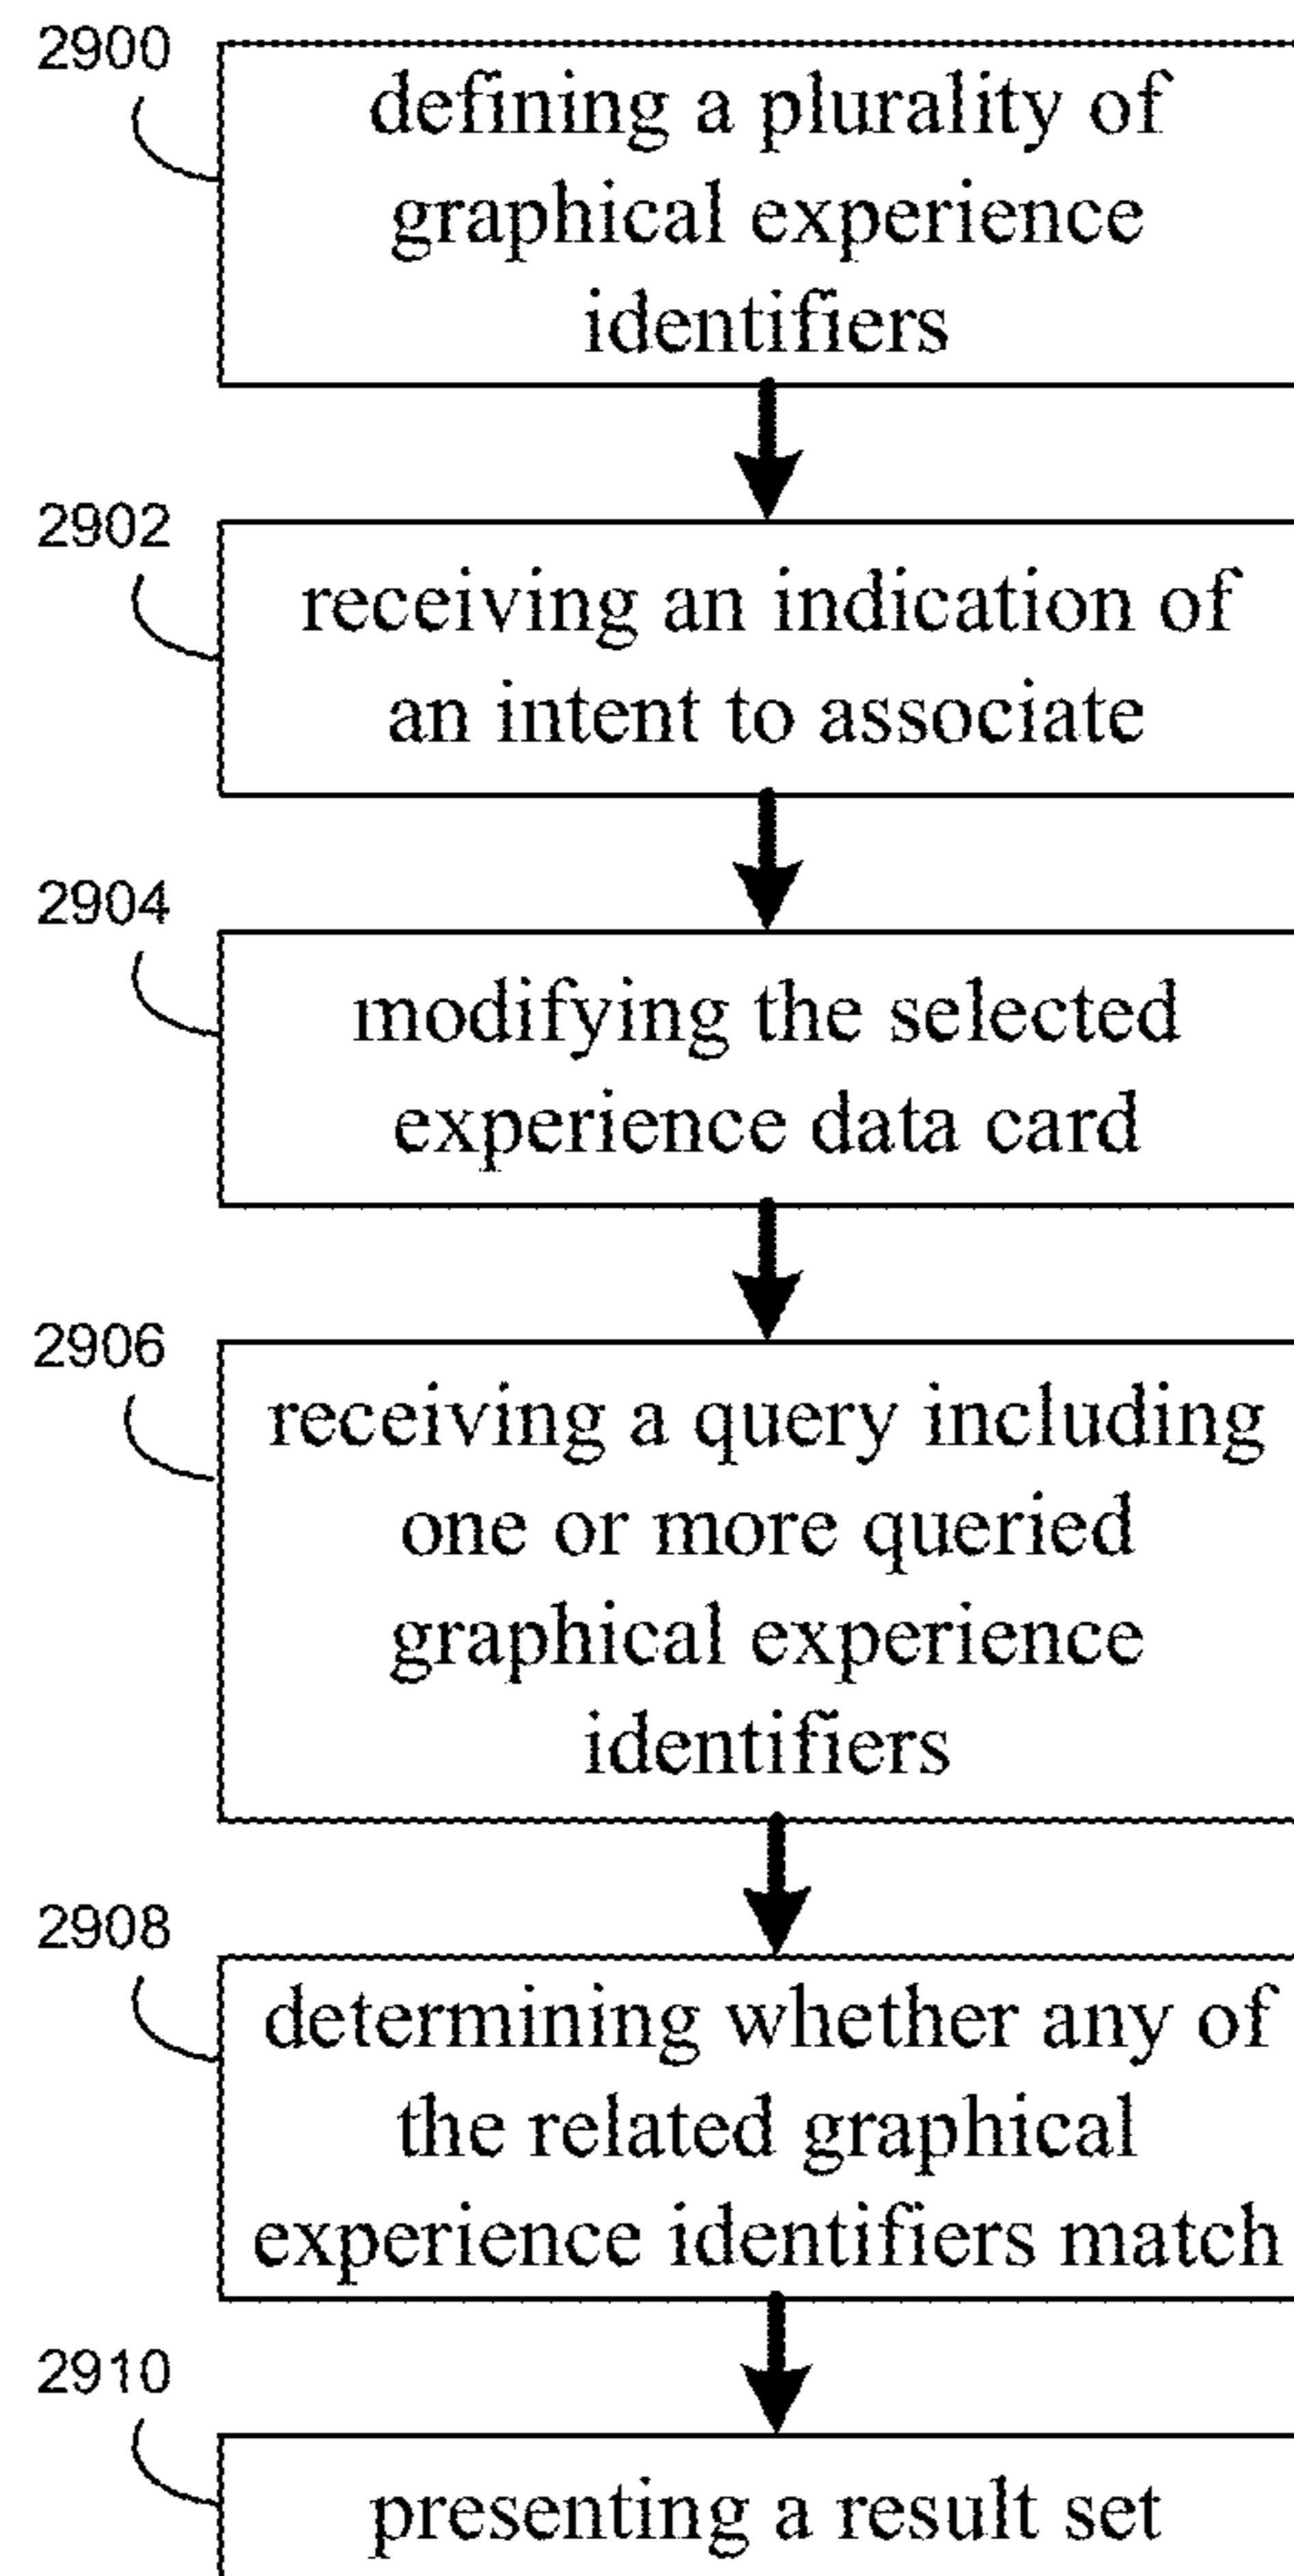 2900
defining a plurality of
graphical experience
identifiers
2902
receiving an indication of
an intent to associate
2904
modifying the selected
experience data card
2906
receiving a query including
one or more queried
graphical experience
identifiers
2908
determining whether any of
the related graphical
experience identifiers match
2910
presenting a result set